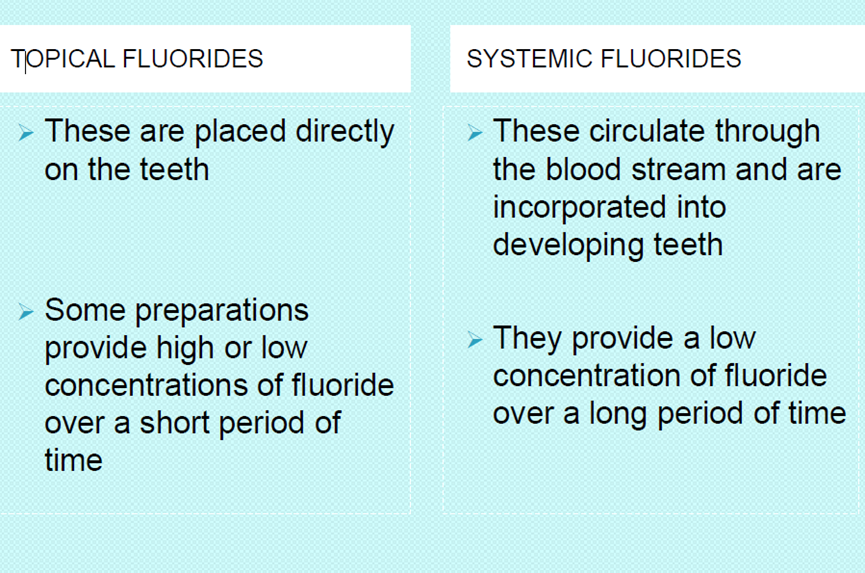 TOPICAL FLUORIDES
These are placed directly
on the teeth
Some preparations
provide high or low
concentrations of fluoride
over a short period of
time
SYSTEMIC FLUORIDES
These circulate through
the blood stream and are
incorporated into
developing teeth
They provide a low
concentration of fluoride
over a long period of time